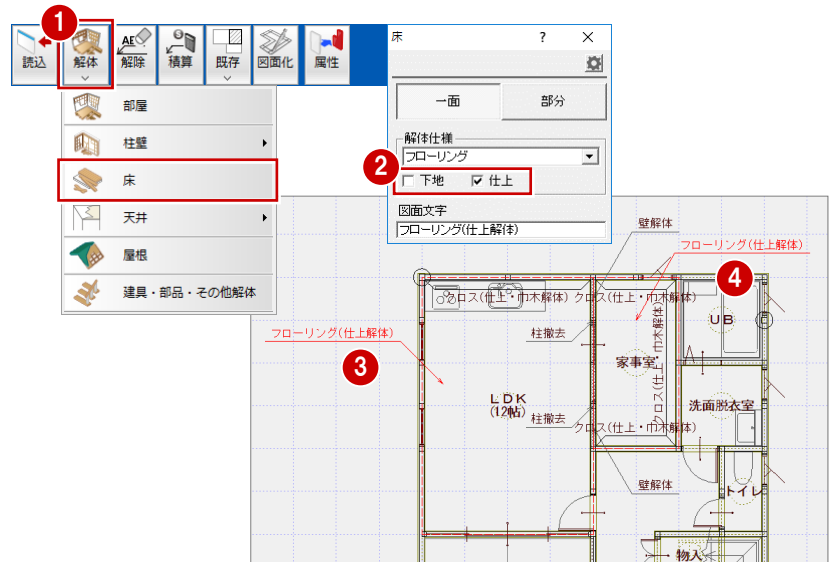 1
読込
解体
AE
解除
積算
既存
図面化
属性
部屋
柱壁
床
天井
屋根
建具・部品・その他解体
床
? ×
一面
部分
解体仕様
フローリング
2
下地
仕上
図面文字
フローリング(仕上解体)
壁解体
フローリング(仕上解体)
4
クロス(仕上・巾木解体)
クロス(仕上・巾木解体)
UB
フローリング(仕上解体)
3
柱撤去
家事室
クロス(仕上・巾木解体)
LDK
(12帖)
柱撤去
洗面脱衣室
クロス(仕上・巾木解体)
壁解体
トイレ
物入